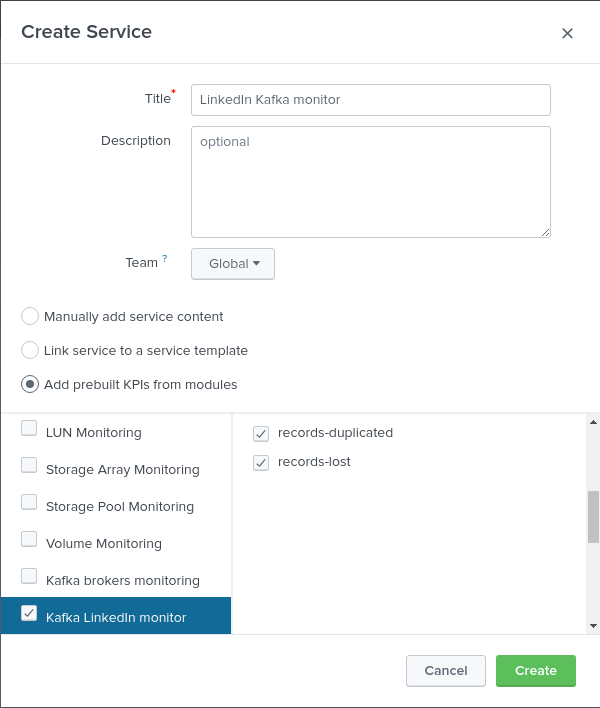 Create Service
Title*
LinkedIn Kafka monitor
Description
optional
Team ?
Global
Manually add service content
Link service to a service template
Add prebuilt KPIs from modules
LUN Monitoring
Storage Array Monitoring
Storage Pool Monitoring
Volume Monitoring
Kafka brokers monitoring
Kafka LinkedIn monitor
records-duplicated
records-lost
Cancel
Create